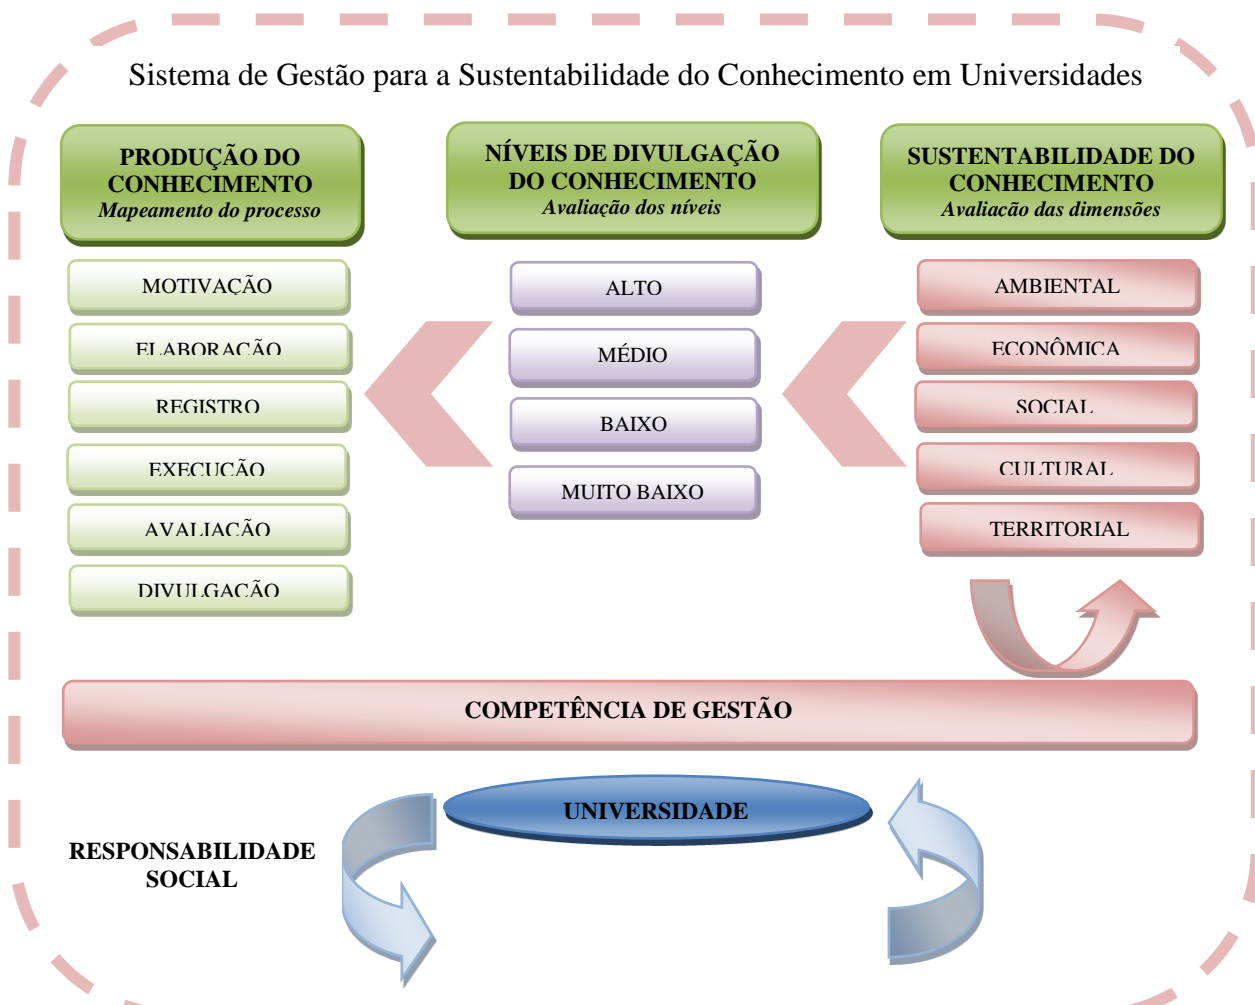 Sistema de Gestão para a Sustentabilidade do Conhecimento em Universidades
PRODUÇÃO DO
CONHECIMENTO
Mapeamento do processo
MOTIVAÇÃO
ELABORAÇÃO
REGISTRO
EXECUÇÃO
AVALIAÇÃO
DIVULGAÇÃO
NÍVEIS DE DIVULGAÇÃO
DO CONHECIMENTO
Avaliação dos níveis
ALTO
MÉDIO
BAIXO
MUITO BAIXO
SUSTENTABILIDADE DO
CONHECIMENTO
Avaliação das dimensões
AMBIENTAL
ECONÔMICA
SOCIAL
CULTURAL
TERRITORIAL
COMPETÊNCIA DE GESTÃO
UNIVERSIDADE
RESPONSABILIDADE
SOCIAL